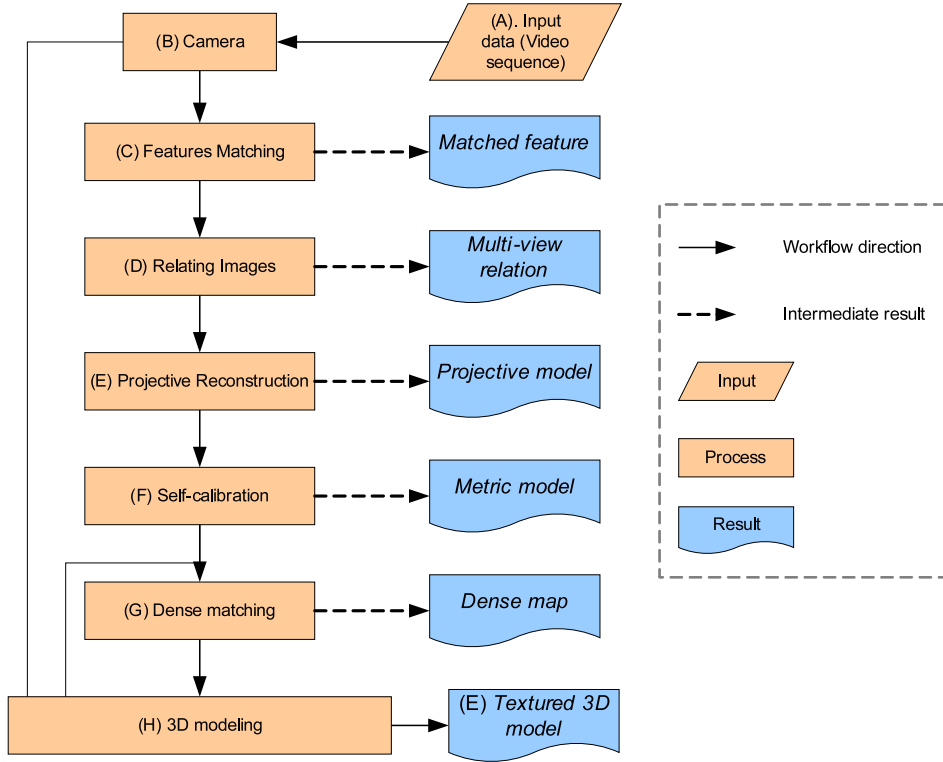 (A). Input
data (Video
sequence)
(B) Camera
(C) Features Matching
Matched feature
(D) Relating Images
Multi-view
relation
(E) Projective Reconstruction
Projective model
(F) Self-calibration
Metric model
(G) Dense matching
Dense map
(H) 3D modeling
(E) Textured 3D
model
Workflow direction
Intermediate result
Input
Process
Result